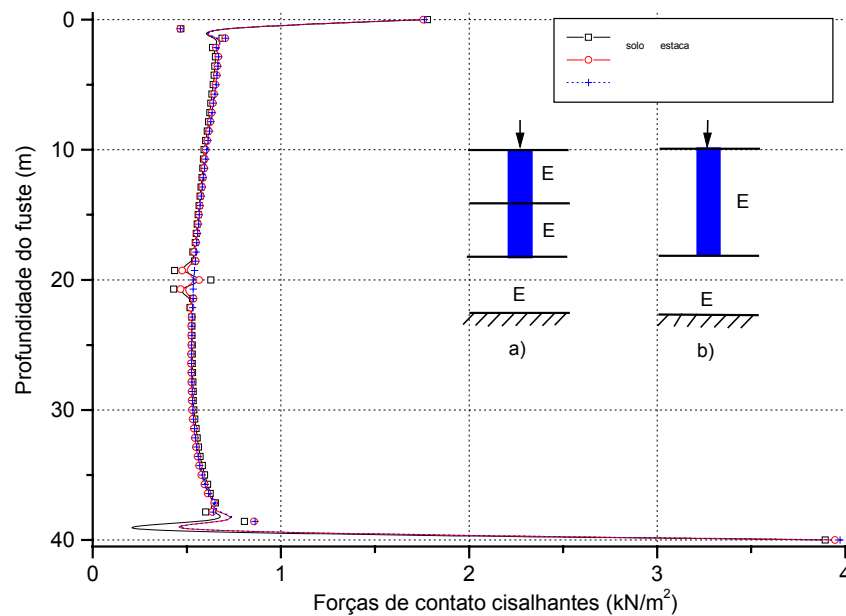 0
solo estaca
10
E
E
E
20
E
E
a)
b)
30
40
0
1
2
3
4
Profundidade do fuste (m)
Forças de contato cisalhantes (kN/m²)